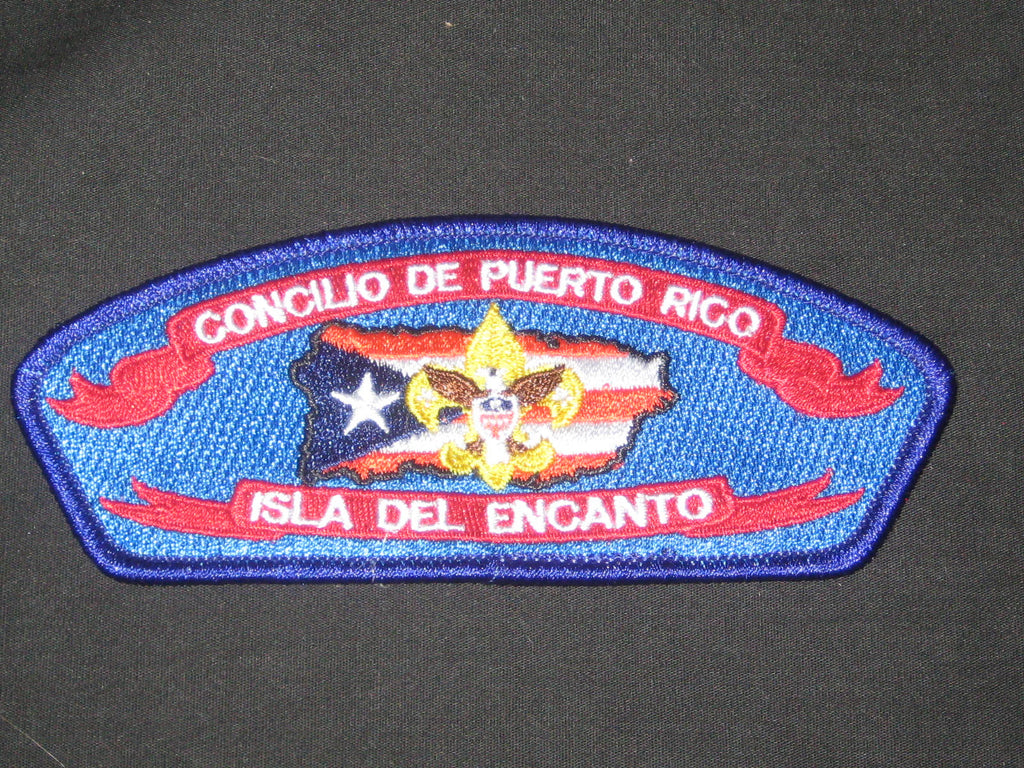 CONCILIO DE PUERTO RICO
ISLA DEL ENCANTO